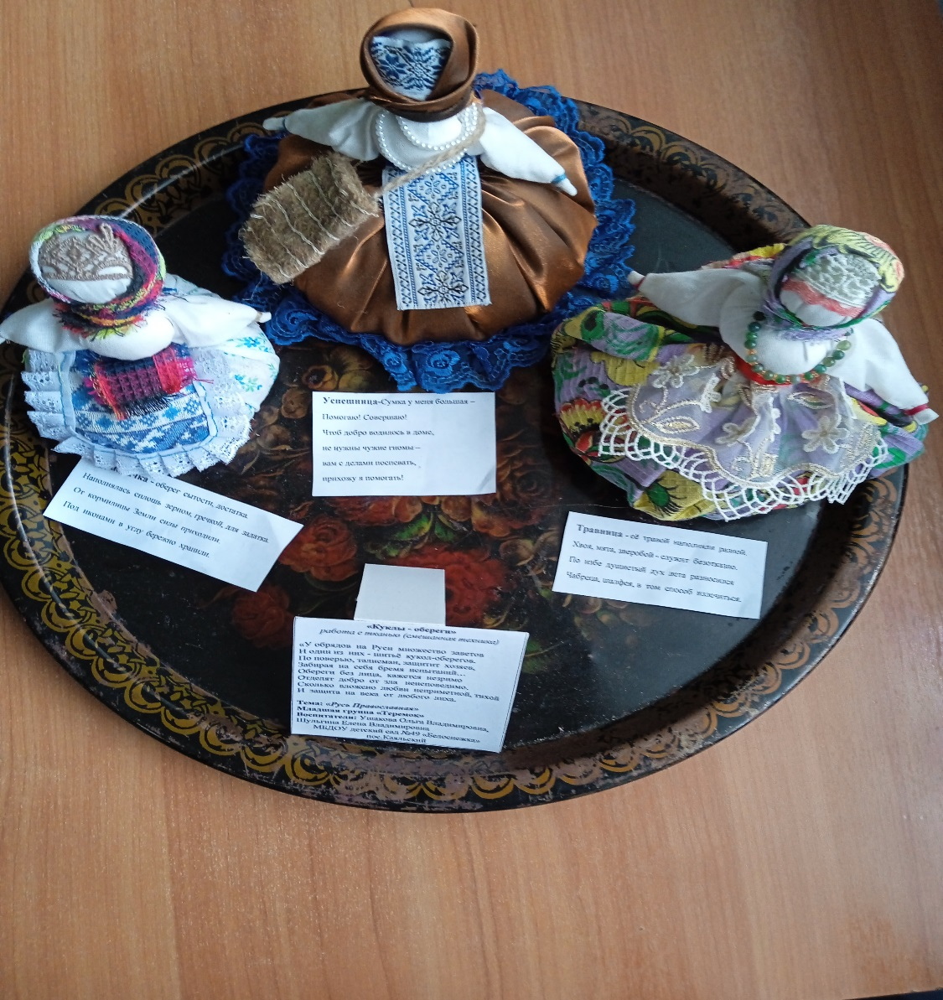 Успешница-Сумка у меня большая –
Помогаю! Совершаю!
Чтоб добро водилось в доме,
не нужны чужие гномы –
вам с делами поспевать,
прихожу я помогать!
- оберег сытости, достатка.
Наполнялась сплошь зерном, гречкой, для задатка.
От кормилицы Земли силы приходили.
Под иконами в углу бережно хранили.
Травница - её травой наполняли разной.
Хвоя, мята, зверобой - служат безотказно.
По избе душистый дух лета разносился
Чабреца, шалфея, в том способ излечиться.
«Куклы - обереги»
работа с тканью (смешанная техника)
«У обрядов на Руси множество заветов
И один из них - шитьё кукол-оберегов.
По поверью, талисман, защитит хозяев,
Забирая на себя бремя испытаний...
Обереги без лица, кажется незримо
Отделят добро от зла неисповедимо.
Сколько вложено любви неприметной, тихой
И защита на века от любого лиха.
Тема: «Русь Православная»
Младшая группа «Теремок»
Воспитатели: Ушакова Ольга Владимировна,
Шульгина Елена Владимировна
МБДОУ детский сад №49 «Белоснежка»
пос.Каяльский